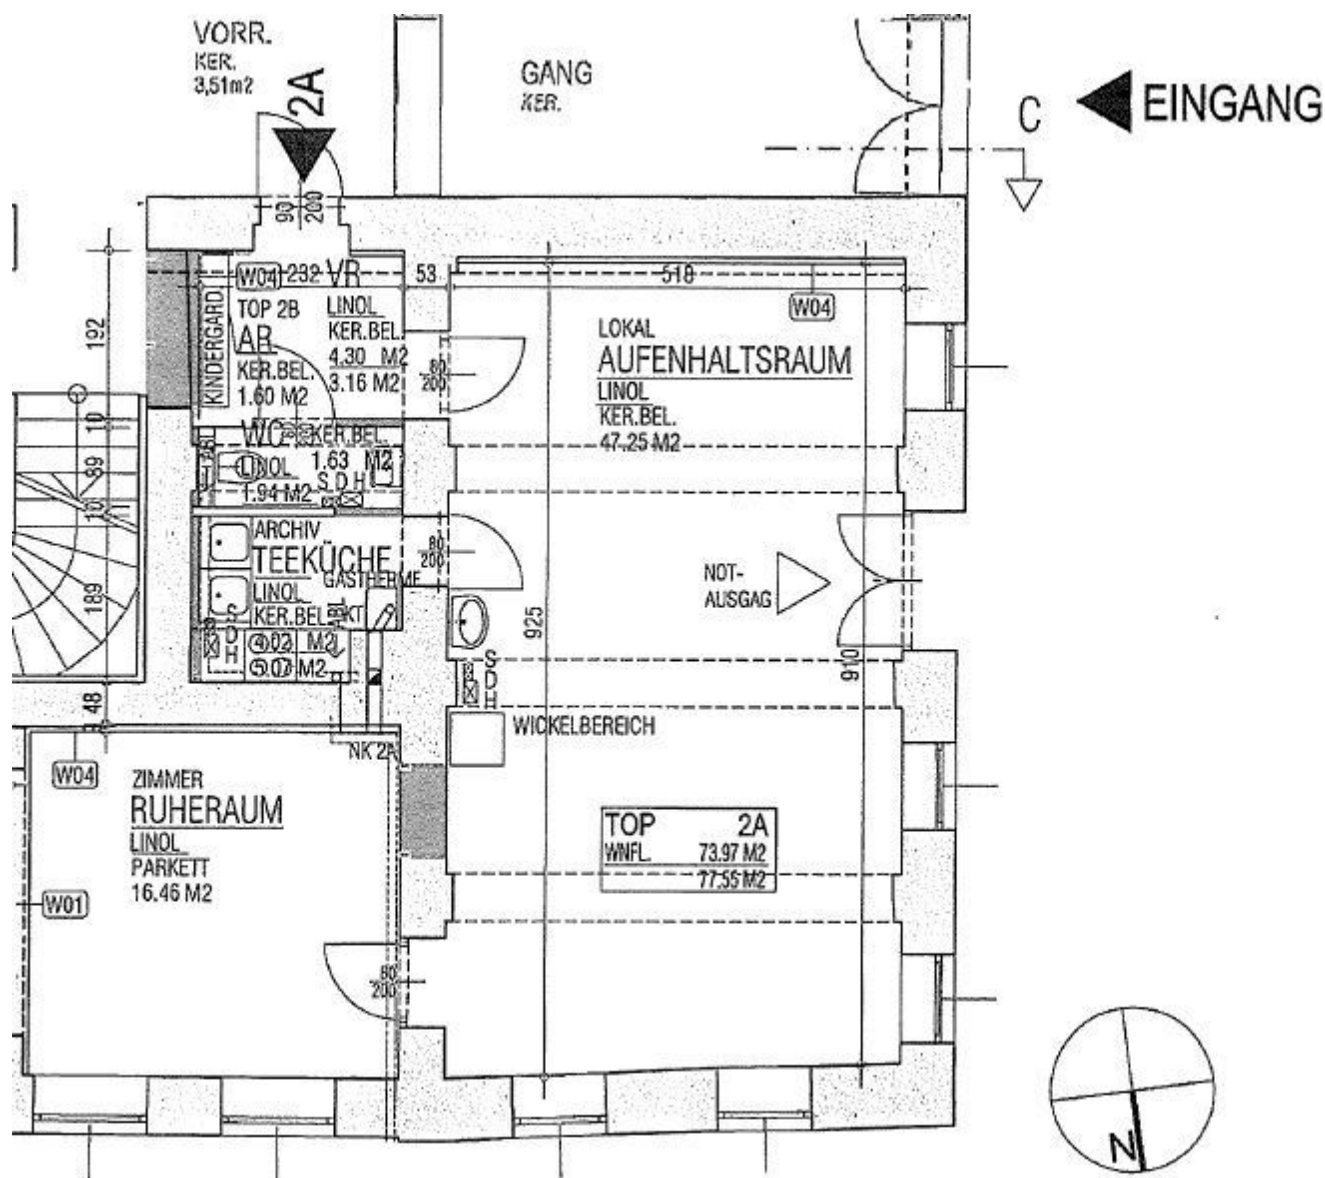 VORR.
KER.
3,51m2
2A
GANG
KER.
C
EINGANG
90
200
W04
232
VR
53
518
W04
KINDERGARD
TOP 2B
AR
KER.BEL.
1.60 M2
LINOL
KER.BEL.
4.30 M2
3.16 M2
80
200
LOKAL
AUFENHALTSRAUM
LINOL
KER.BEL.
47.25 M2
192
10
89
10
189
48
3
WC
KER.BEL.
1.63 M2
LINOL
1.94 M2
S D H
ARCHIV
TEEKÜCHE
GASTHERME
LINOL
KER.BEL.
4.02 M2
5.07 M2
S
D
H
80
200
NOT-
AUSGAG
925
910
S
D
H
WICKELBEREICH
NK 2A
W04
ZIMMER
RUHERAUM
LINOL
PARKETT
16.46 M2
W01
TOP 2A
WNFL. 73.97 M2
77.55 M2
80
200
N